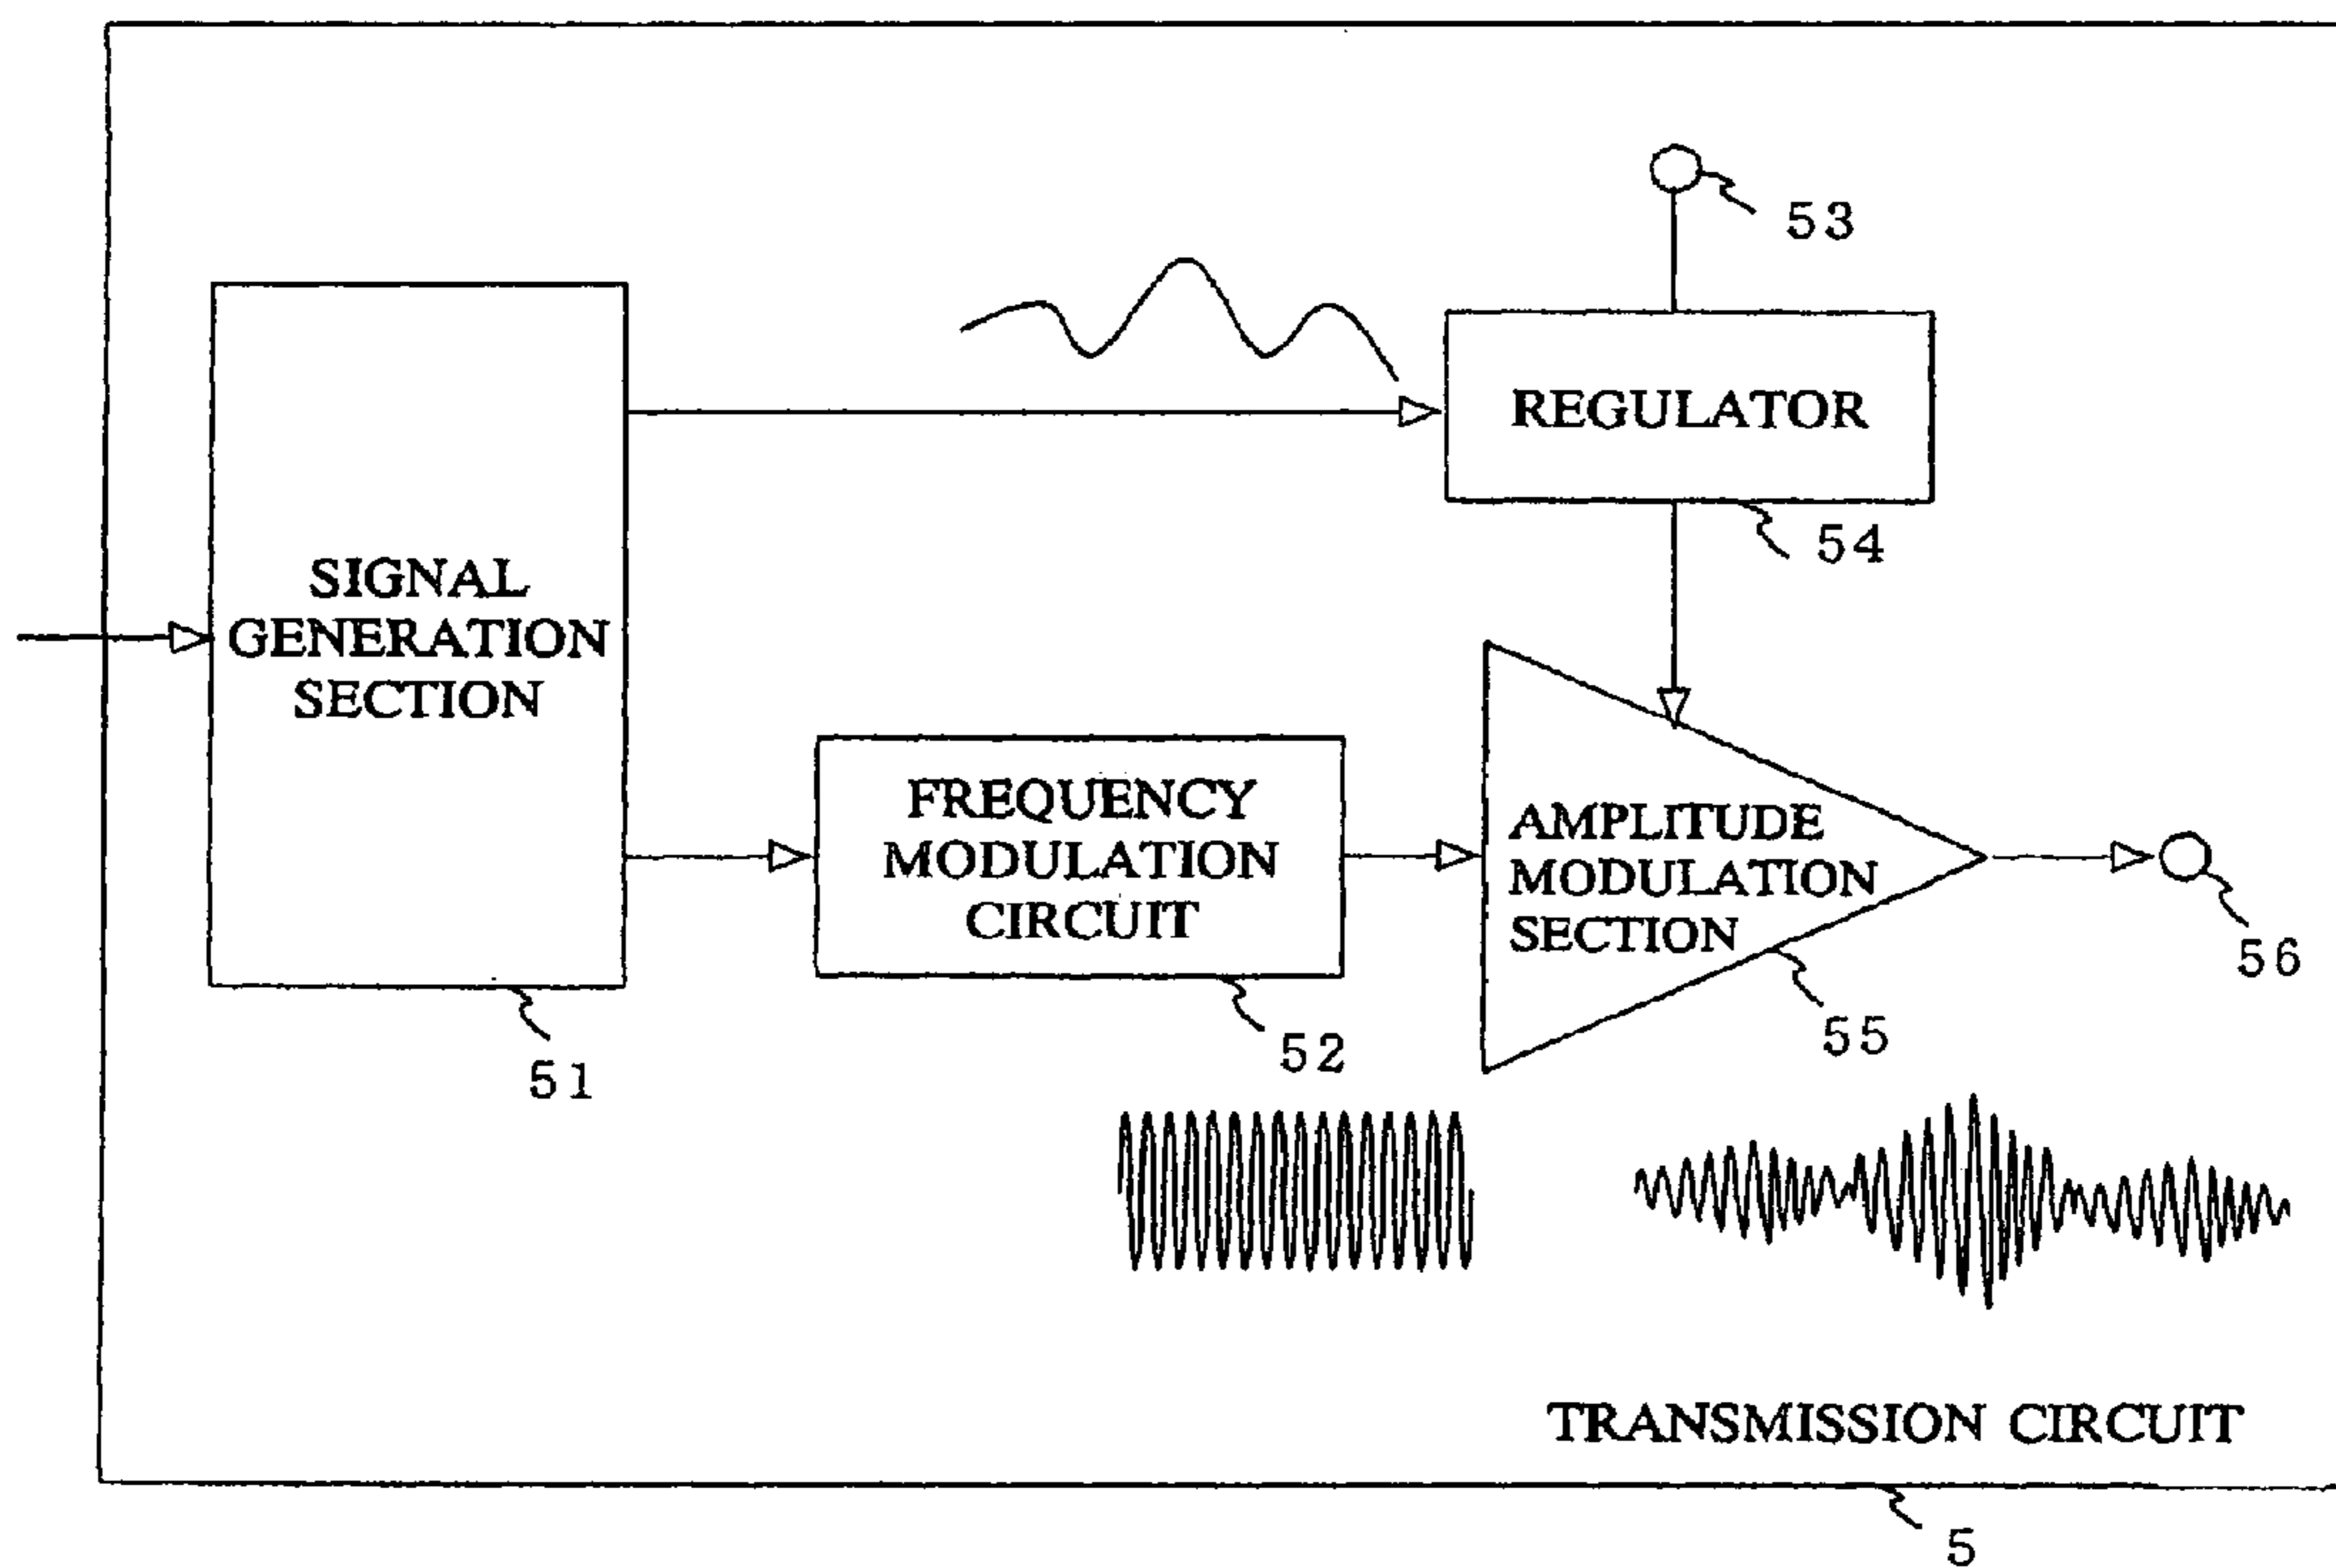 53
REGULATOR
54
SIGNAL
GENERATION
SECTION
51
FREQUENCY
MODULATION
CIRCUIT
52
AMPLITUDE
MODULATION
SECTION
55
56
TRANSMISSION CIRCUIT
5